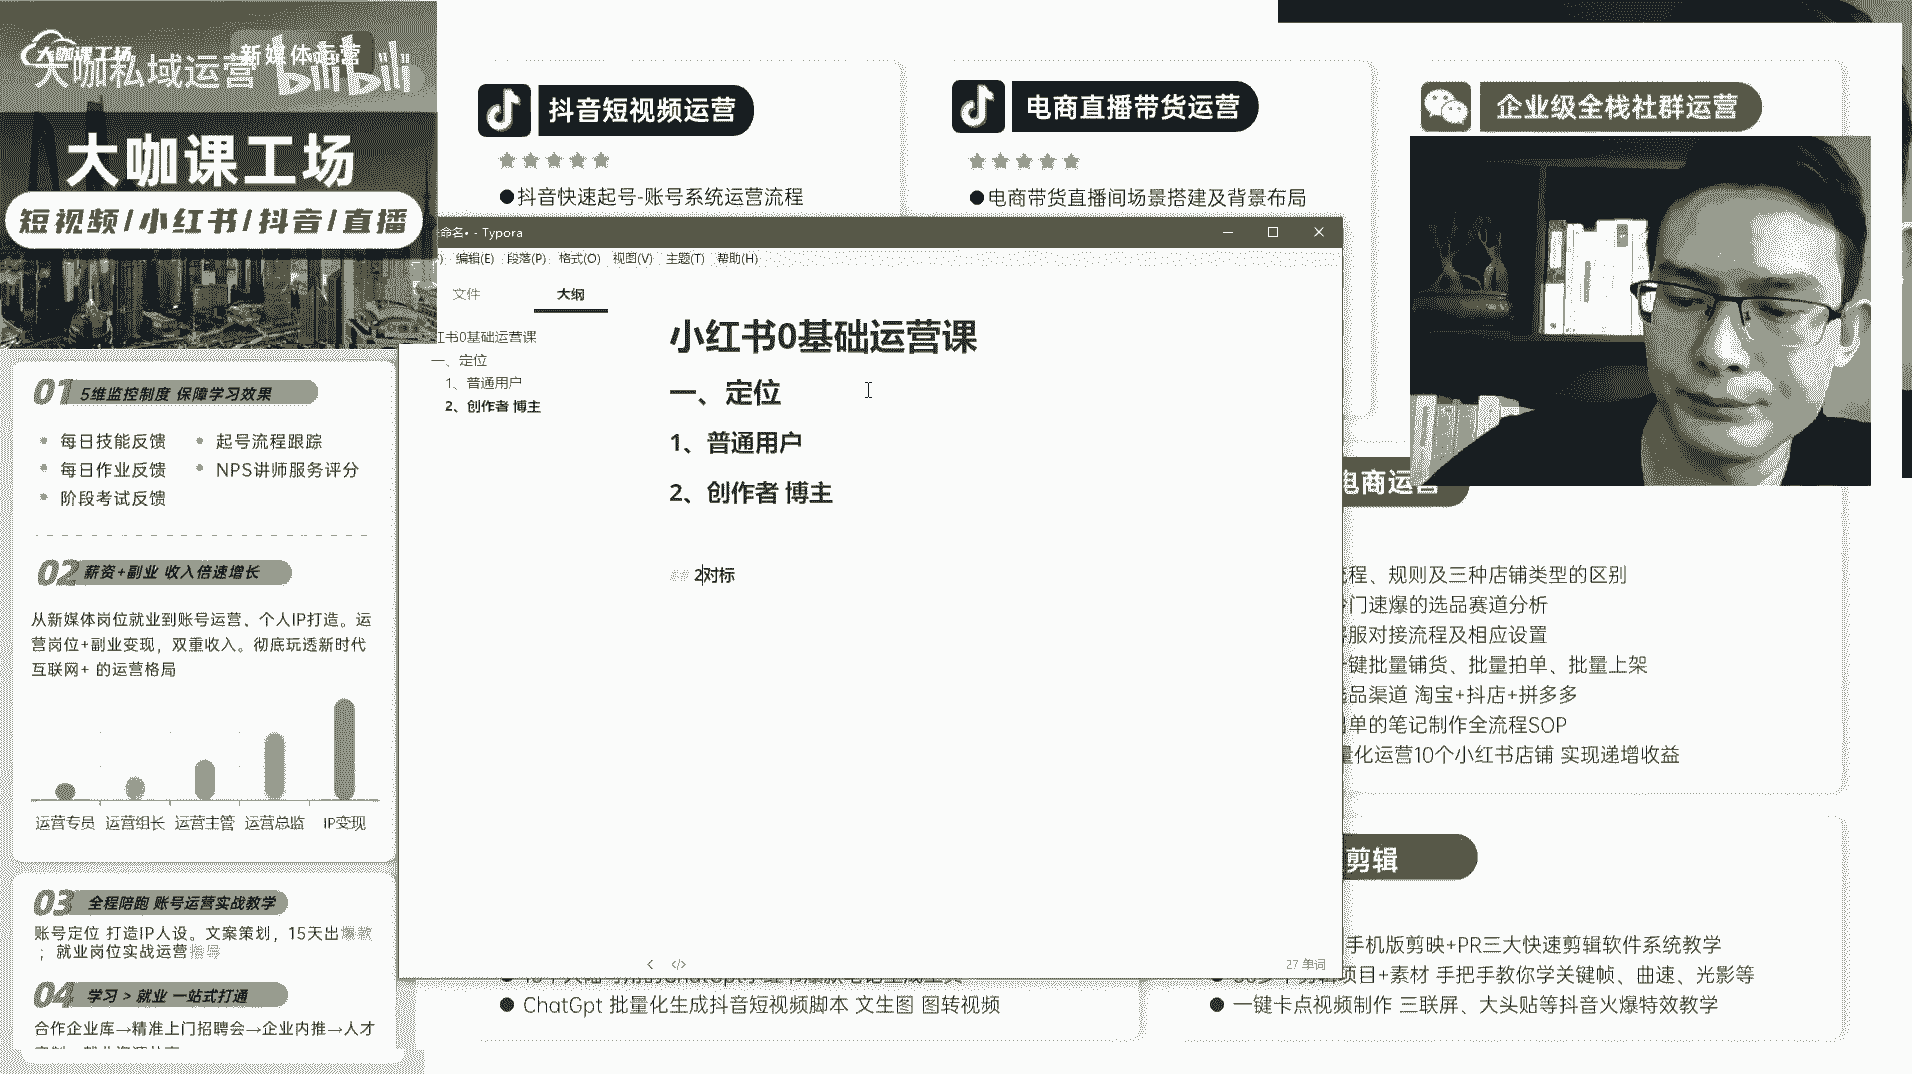 大咖课工场
新媒体运营
大咖私域运营
bilibili
大咖课工场
短视频/小红书/抖音/直播
01 5维监控制度 保障学习效果
每日技能反馈
起号流程跟踪
每日作业反馈
NPS讲师服务评分
阶段考试反馈
02 薪资+副业 收入倍速增长
从新媒体岗位就业到账号运营、个人IP打造。运
营岗位+副业变现，双重收入。彻底玩透新时代
互联网+ 的运营格局
运营专员 运营组长 运营主管 运营总监 IP变现
03 全程陪跑 账号运营实战教学
账号定位 打造IP人设。文案策划，15天出爆款
；就业岗位实战运营指导
04 学习 > 就业 一站式打通
合作企业库→精准上门招聘会→企业内推→人才
抖音短视频运营
●抖音快速起号-账号系统运营流程
电商直播带货运营
●电商带货直播间场景搭建及背景布局
企业级全栈社群运营
命名• - Typora
编辑(E) 段落(P) 格式(O) 视图(V) 主题(T) 帮助(H)
文件 大纲
红书0基础运营课
一、定位
1、普通用户
2、创作者 博主
小红书0基础运营课
一、定位
1、普通用户
2、创作者 博主
## 2对标
</> 27 单词
电商运营
流程、规则及三种店铺类型的区别
冷门速爆的选品赛道分析
客服对接流程及相应设置
一键批量铺货、批量拍单、批量上架
选品渠道 淘宝+抖店+拼多多
出单的笔记制作全流程SOP
量化运营10个小红书店铺 实现递增收益
剪辑
手机版剪映+PR三大快速剪辑软件系统教学
项目+素材 手把手教你学关键帧、曲速、光影等
●一键卡点视频制作 三联屏、大头贴等抖音火爆特效教学
●ChatGpt 批量化生成抖音短视频脚本 文生图 图转视频